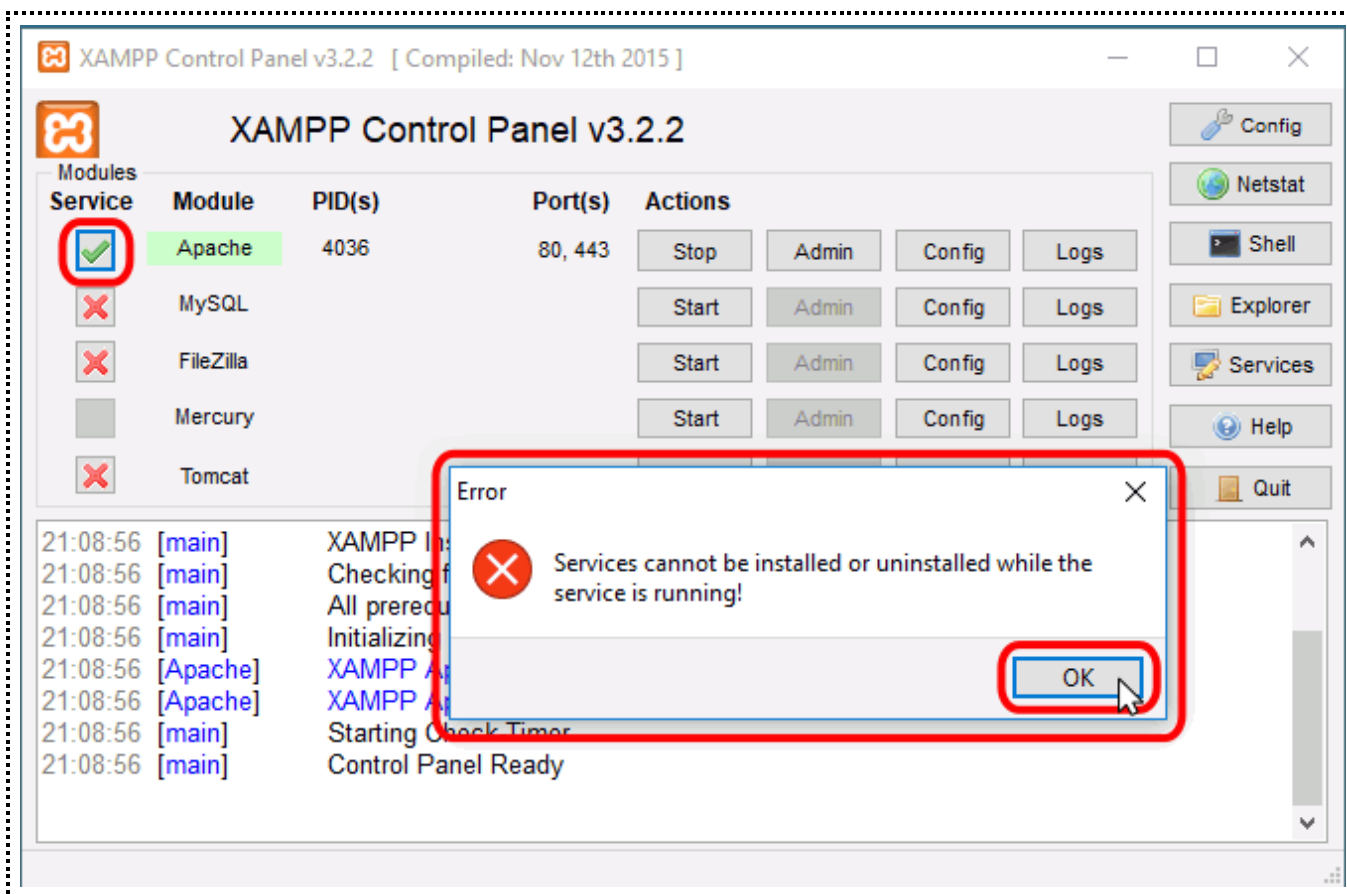 XAMPP Control Panel v3.2.2 [ Compiled: Nov 12th 2015 ]
XAMPP Control Panel v3.2.2
Modules
Service Module PID(s) Port(s) Actions
Apache 4036 80, 443 Stop Admin Config Logs
MySQL Start Admin Config Logs
FileZilla Start Admin Config Logs
Mercury Start Admin Config Logs
Tomcat
Config
Netstat
Shell
Explorer
Services
Help
Quit
Error
Services cannot be installed or uninstalled while the
service is running!
OK
21:08:56 [main] XAMPP
21:08:56 [main] Checking
21:08:56 [main] All
21:08:56 [main] Initializing
21:08:56 [Apache] XAMPP
21:08:56 [Apache] XAMPP
21:08:56 [main] Starting Check Timer
21:08:56 [main] Control Panel Ready